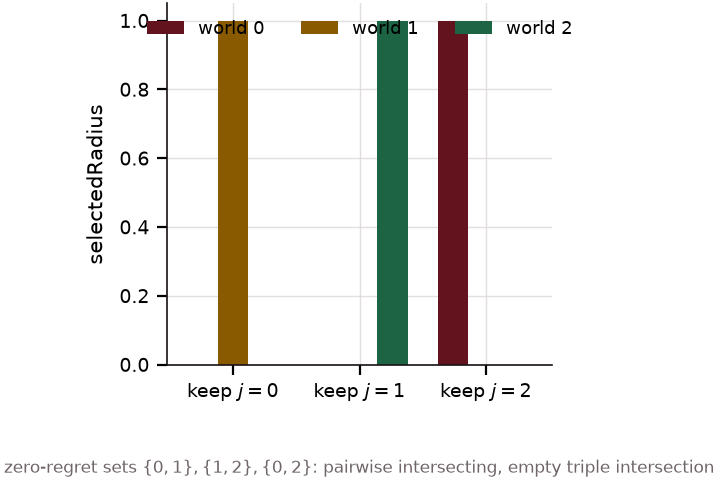 world 0 world 1 world 2
selectedRadius
1.0
0.8
0.6
0.4
0.2
0.0
keep j = 0 keep j = 1 keep j = 2
zero-regret sets {0, 1}, {1, 2}, {0, 2}: pairwise intersecting, empty triple intersection